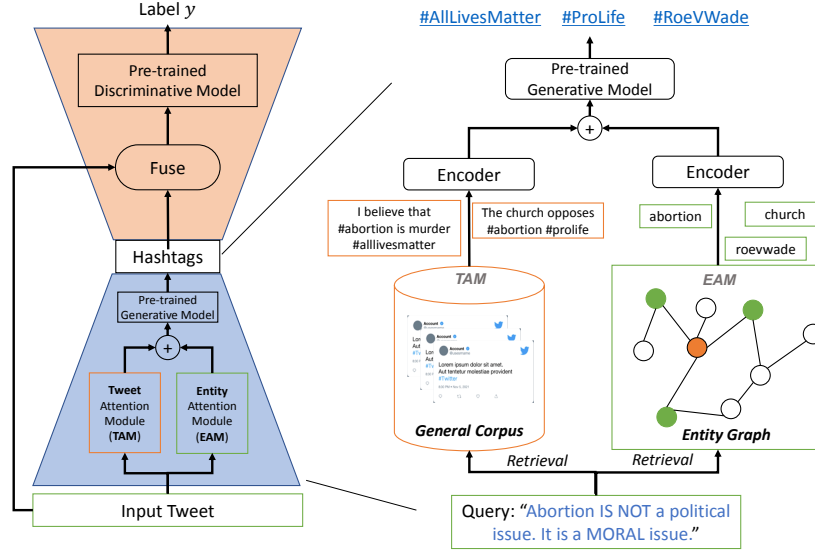 Label y
Pre-trained
Discriminative Model
Fuse
Hashtags
Pre-trained
Generative Model
+
Tweet
Attention
Module
(TAM)
Entity
Attention
Module
(EAM)
Input Tweet
#AllLivesMatter #ProLife #RoeVWade
Pre-trained
Generative Model
+
Encoder
Encoder
I believe that
#abortion is murder
#alllivesmatter
The church opposes
#abortion #prolife
abortion
church
roevwade
TAM
Account
Lorem ipsum dolor sit amet.
Aut tentetur molestiae provident
#Twitter
General Corpus
EAM
Entity Graph
Retrieval
Retrieval
Query: “Abortion IS NOT a political
issue. It is a MORAL issue.”